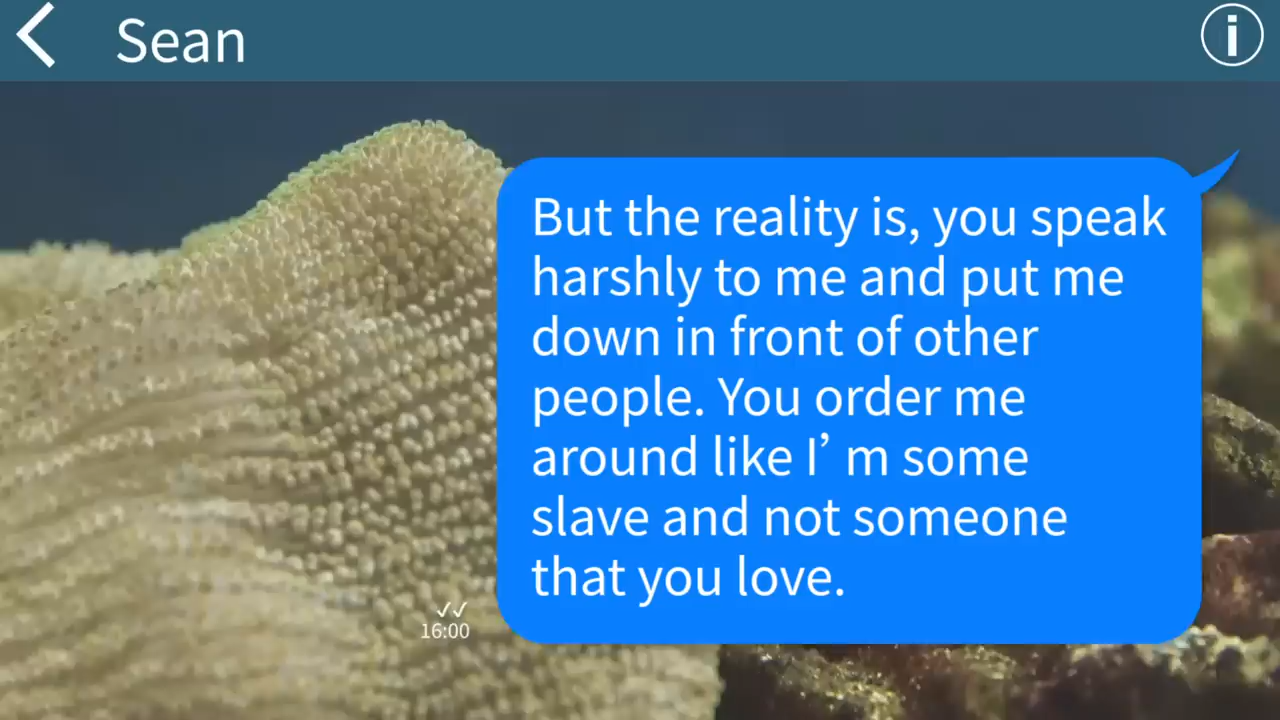 Sean
But the reality is, you speak
harshly to me and put me
down in front of other
people. You order me
around like I’ m some
slave and not someone
that you love.
16:00